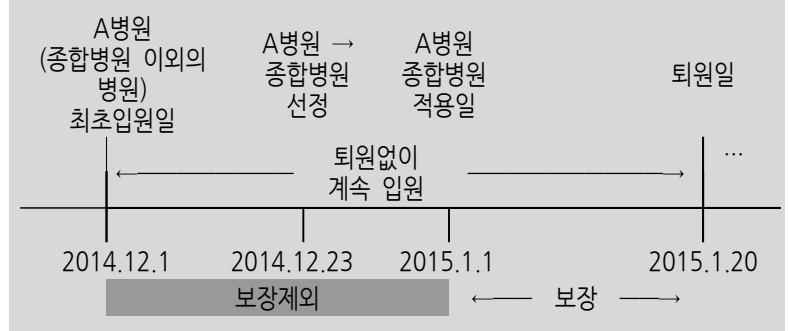 A병원
(종합병원 이외의
병원)
최초입원일
A병원 →
종합병원
선정
A병원
종합병원
적용일
퇴원일
…
← 퇴원없이 →
계속 입원
2014.12.1 2014.12.23 2015.1.1 2015.1.20
보장제외 ← 보장 →